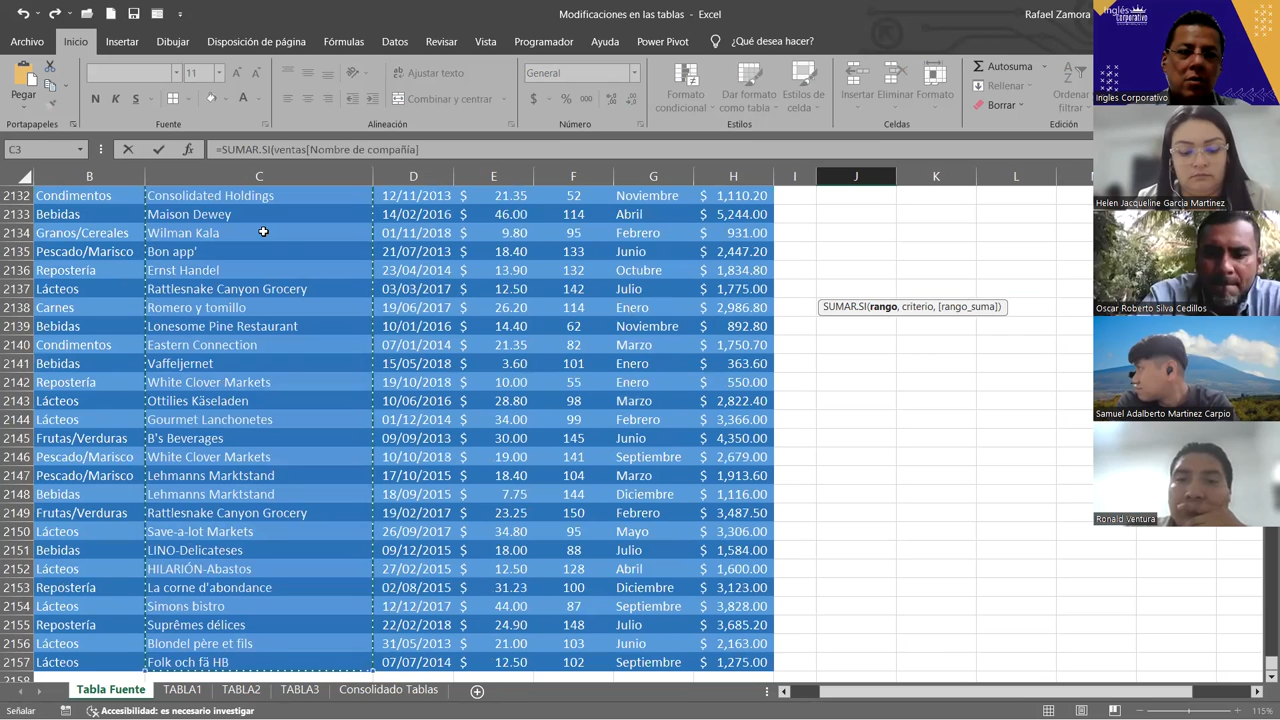 Modificaciones en las tablas - Excel
Rafael Zamora
Archivo Inicio Insertar Dibujar Disposición de página Fórmulas Datos Revisar Vista Programador Ayuda Power Pivot ¿Qué desea hacer?
Pegar
N K S
Portapapeles
11
Fuente
Ajustar texto
Combinar y centrar
Alineación
General
$ % 000
Número
Formato condicional
Dar formato como tabla
Estilos de celda
Estilos
Insertar Eliminar Formato
Celdas
Autosuma
Rellenar
Borrar
Ordenar
filtrar
Edición
C3 fx =SUMAR.SI(ventas[Nombre de compañía]
B C D E F G H I J K L
2132 Condimentos Consolidated Holdings 12/11/2013 $ 21.35 52 Noviembre $ 1,110.20
2133 Bebidas Maison Dewey 14/02/2016 $ 46.00 114 Abril $ 5,244.00
2134 Granos/Cereales Wilman Kala 01/11/2018 $ 9.80 95 Febrero $ 931.00
2135 Pescado/Marisco Bon app' 21/07/2013 $ 18.40 133 Junio $ 2,447.20
2136 Repostería Ernst Handel 23/04/2014 $ 13.90 132 Octubre $ 1,834.80
2137 Lácteos Rattlesnake Canyon Grocery 03/03/2017 $ 12.50 142 Julio $ 1,775.00
2138 Carnes Romero y tomillo 19/06/2017 $ 26.20 114 Enero $ 2,986.80
SUMAR.SI(rango, criterio, [rango_suma])
2139 Bebidas Lonesome Pine Restaurant 10/01/2016 $ 14.40 62 Noviembre $ 892.80
2140 Condimentos Eastern Connection 07/01/2014 $ 21.35 82 Marzo $ 1,750.70
2141 Bebidas Vaffeljernet 15/05/2018 $ 3.60 101 Enero $ 363.60
2142 Repostería White Clover Markets 19/10/2018 $ 10.00 55 Enero $ 550.00
2143 Lácteos Ottilies Käseladen 10/06/2016 $ 28.80 98 Marzo $ 2,822.40
2144 Lácteos Gourmet Lanchonetes 01/12/2014 $ 34.00 99 Febrero $ 3,366.00
2145 Frutas/Verduras B's Beverages 09/09/2013 $ 30.00 145 Junio $ 4,350.00
2146 Pescado/Marisco White Clover Markets 10/10/2018 $ 19.00 141 Septiembre $ 2,679.00
2147 Pescado/Marisco Lehmanns Marktstand 17/10/2015 $ 18.40 104 Marzo $ 1,913.60
2148 Bebidas Lehmanns Marktstand 18/09/2015 $ 7.75 144 Diciembre $ 1,116.00
2149 Frutas/Verduras Rattlesnake Canyon Grocery 19/02/2017 $ 23.25 150 Febrero $ 3,487.50
2150 Lácteos Save-a-lot Markets 26/09/2017 $ 34.80 95 Mayo $ 3,306.00
2151 Bebidas LINO-Delicateses 09/12/2015 $ 18.00 88 Julio $ 1,584.00
2152 Lácteos HILARIÓN-Abastos 27/02/2015 $ 12.50 128 Abril $ 1,600.00
2153 Repostería La corne d'abondance 02/08/2015 $ 31.23 100 Diciembre $ 3,123.00
2154 Lácteos Simons bistro 12/12/2017 $ 44.00 87 Septiembre $ 3,828.00
2155 Repostería Suprêmes délices 22/02/2018 $ 24.90 148 Julio $ 3,685.20
2156 Lácteos Blondel père et fils 31/05/2013 $ 21.00 103 Junio $ 2,163.00
2157 Lácteos Folk och fä HB 07/07/2014 $ 12.50 102 Septiembre $ 1,275.00
2158
Tabla Fuente TABLA1 TABLA2 TABLA3 Consolidado Tablas
Señalar Accesibilidad: es necesario investigar 115%
Inglés
Corporativo
Ingles Corporativo
Helen Jacqueline Garcia Martinez
Oscar Roberto Silva Cedillos
Samuel Adalberto Martinez Carpio
Ronald Ventura